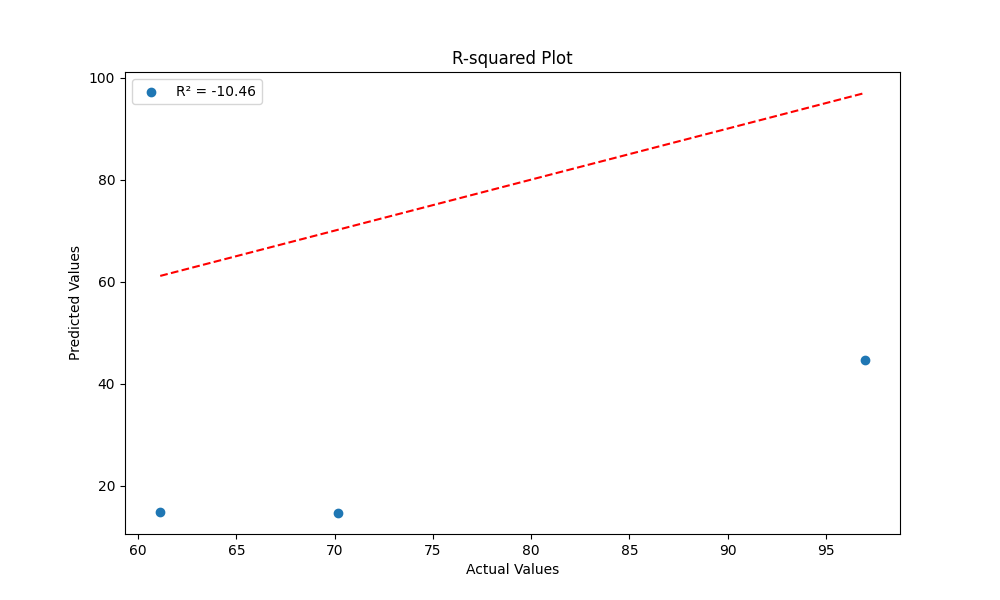 R-squared Plot
R² = -10.46
100
80
60
40
20
Predicted Values
60 65 70 75 80 85 90 95
Actual Values